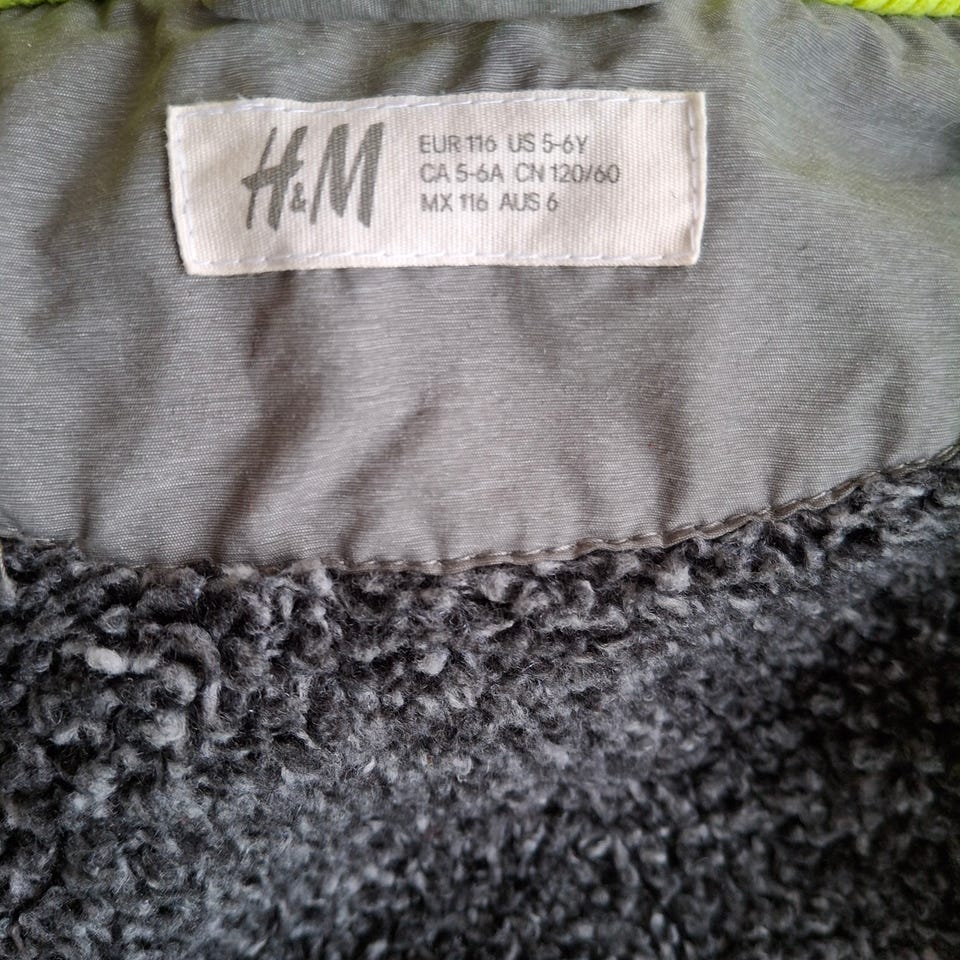 H&M
EUR 116 US 5-6Y
CA 5-6A CN 120/60
MX 116 AUS 6